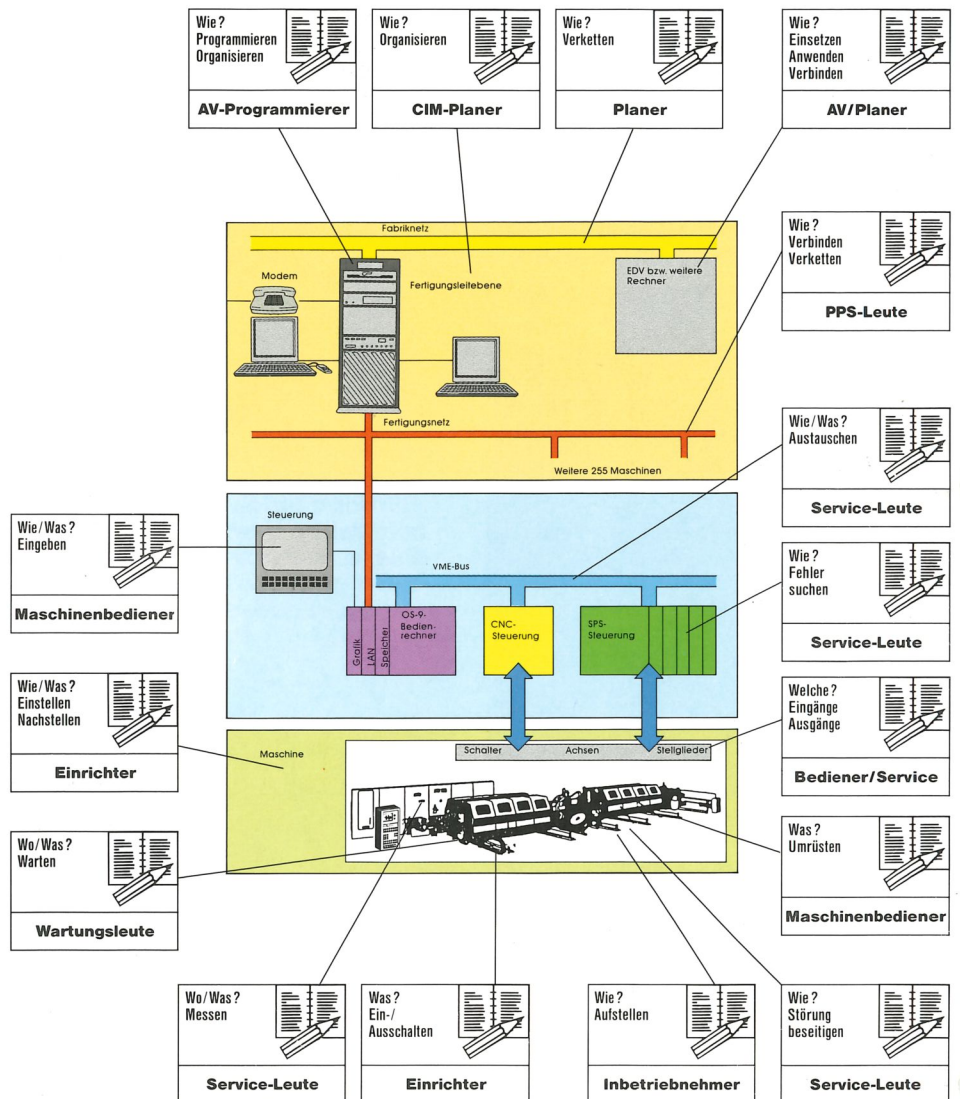 Wie?
Programmieren
Organisieren
AV-Programmierer
Wie?
Organisieren
CIM-Planer
Wie?
Verketten
Planer
Wie?
Einsetzen
Anwenden
Verbinden
AV/Planer
Wie?
Verbinden
Verketten
PPS-Leute
Wie/Was?
Austauschen
Service-Leute
Wie?
Fehler
suchen
Service-Leute
Welche?
Eingänge
Ausgänge
Bediener/Service
Was?
Umrüsten
Maschinenbediener
Wie/Was?
Eingeben
Maschinenbediener
Wie/Was?
Einstellen
Nachstellen
Einrichter
Wo/Was?
Warten
Wartungsleute
Fabriknetz
Modem
Fertigungsleitebene
EDV bzw. weitere
Rechner
Fertigungsnetz
Weitere 255 Maschinen
Steuerung
VME-Bus
Grafik
LAN
Speicher
OS-9-
Bedien-
rechner
CNC-
Steuerung
SPS-
Steuerung
Maschine
Schalter
Achsen
Stellglieder
Wo/Was?
Messen
Service-Leute
Was?
Ein-/
Ausschalten
Einrichter
Wie?
Aufstellen
Inbetriebnehmer
Wie?
Störung
beseitigen
Service-Leute